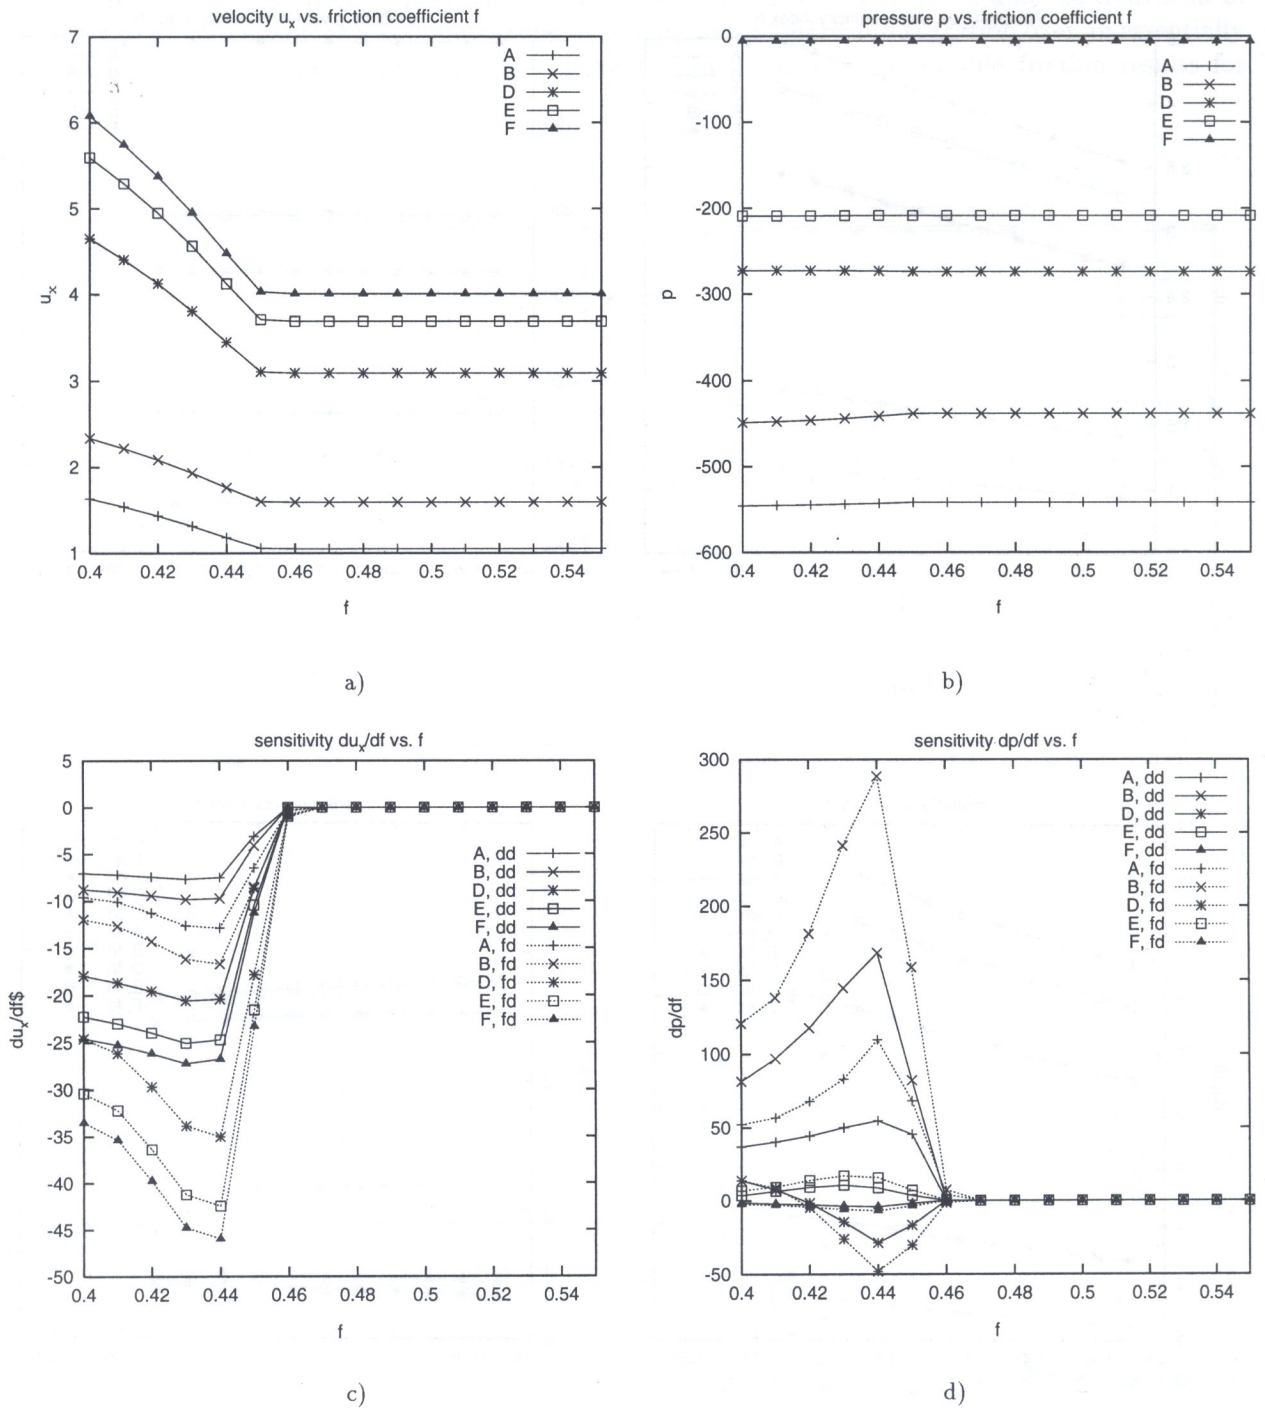 velocity ux vs. friction coefficient f
7
6
5
4
3
2
1
ux
A
B
D
E
F
0.4 0.42 0.44 0.46 0.48 0.5 0.52 0.54
f
a)
pressure p vs. friction coefficient f
0
-100
-200
-300
-400
-500
-600
p
A
B
D
E
F
0.4 0.42 0.44 0.46 0.48 0.5 0.52 0.54
f
b)
sensitivity dux/df vs. f
5
0
-5
-10
-15
-20
-25
-30
-35
-40
-45
-50
dux/df$
A, dd
B, dd
D, dd
E, dd
F, dd
A, fd
B, fd
D, fd
E, fd
F, fd
0.4 0.42 0.44 0.46 0.48 0.5 0.52 0.54
f
c)
sensitivity dp/df vs. f
300
250
200
150
100
50
0
-50
dp/df
A, dd
B, dd
D, dd
E, dd
F, dd
A, fd
B, fd
D, fd
E, fd
F, fd
0.4 0.42 0.44 0.46 0.48 0.5 0.52 0.54
f
d)